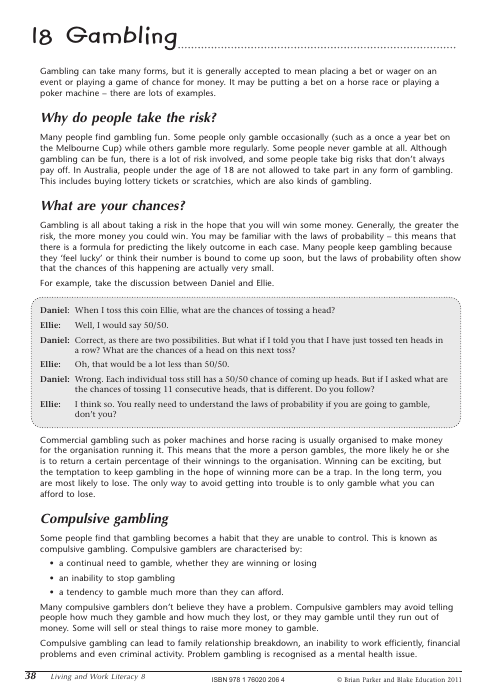 18 Gambling
Gambling can take many forms, but it is generally accepted to mean placing a bet or wager on an
event or playing a game of chance for money. It may be putting a bet on a horse race or playing a
poker machine – there are lots of examples.
Why do people take the risk?
Many people find gambling fun. Some people only gamble occasionally (such as a once a year bet on
the Melbourne Cup) while others gamble more regularly. Some people never gamble at all. Although
gambling can be fun, there is a lot of risk involved, and some people take big risks that don't always
pay off. In Australia, people under the age of 18 are not allowed to take part in any form of gambling.
This includes buying lottery tickets or scratchies, which are also kinds of gambling.
What are your chances?
Gambling is all about taking a risk in the hope that you will win some money. Generally, the greater the
risk, the more money you could win. You may be familiar with the laws of probability – this means that
there is a formula for predicting the likely outcome in each case. Many people keep gambling because
they 'feel lucky' or think their number is bound to come up soon, but the laws of probability often show
that the chances of this happening are actually very small.
For example, take the discussion between Daniel and Ellie.
Daniel: When I toss this coin Ellie, what are the chances of tossing a head?
Ellie: Well, I would say 50/50.
Daniel: Correct, as there are two possibilities. But what if I told you that I have just tossed ten heads in
a row? What are the chances of a head on this next toss?
Ellie: Oh, that would be a lot less than 50/50.
Daniel: Wrong. Each individual toss still has a 50/50 chance of coming up heads. But if I asked what are
the chances of tossing 11 consecutive heads, that is different. Do you follow?
Ellie: I think so. You really need to understand the laws of probability if you are going to gamble,
don't you?
Commercial gambling such as poker machines and horse racing is usually organised to make money
for the organisation running it. This means that the more a person gambles, the more likely he or she
is to return a certain percentage of their winnings to the organisation. Winning can be exciting, but
the temptation to keep gambling in the hope of winning more can be a trap. In the long term, you
are most likely to lose. The only way to avoid getting into trouble is to only gamble what you can
afford to lose.
Compulsive gambling
Some people find that gambling becomes a habit that they are unable to control. This is known as
compulsive gambling. Compulsive gamblers are characterised by:
• a continual need to gamble, whether they are winning or losing
• an inability to stop gambling
• a tendency to gamble much more than they can afford.
Many compulsive gamblers don't believe they have a problem. Compulsive gamblers may avoid telling
people how much they gamble and how much they lost, or they may gamble until they run out of
money. Some will sell or steal things to raise more money to gamble.
Compulsive gambling can lead to family relationship breakdown, an inability to work efficiently, financial
problems and even criminal activity. Problem gambling is recognised as a mental health issue.
38 Living and Work Literacy 8 ISBN 978 1 76020 206 4 © Brian Parker and Blake Education 2011